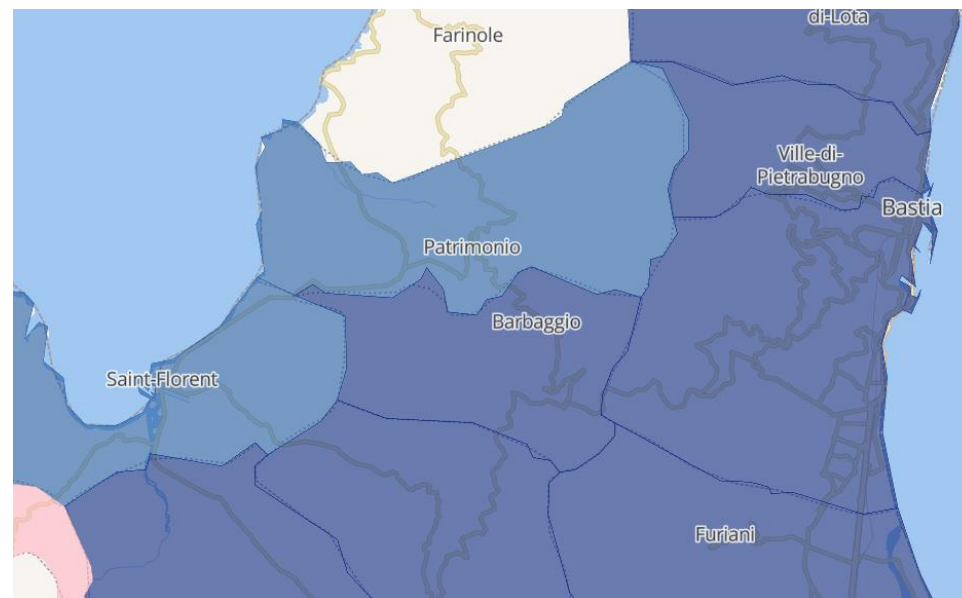 di-Lota
Farinole
Ville-di-
Pietrabugno
Bastia
Patrimonio
Barbaggio
Saint-Florent
Furiani